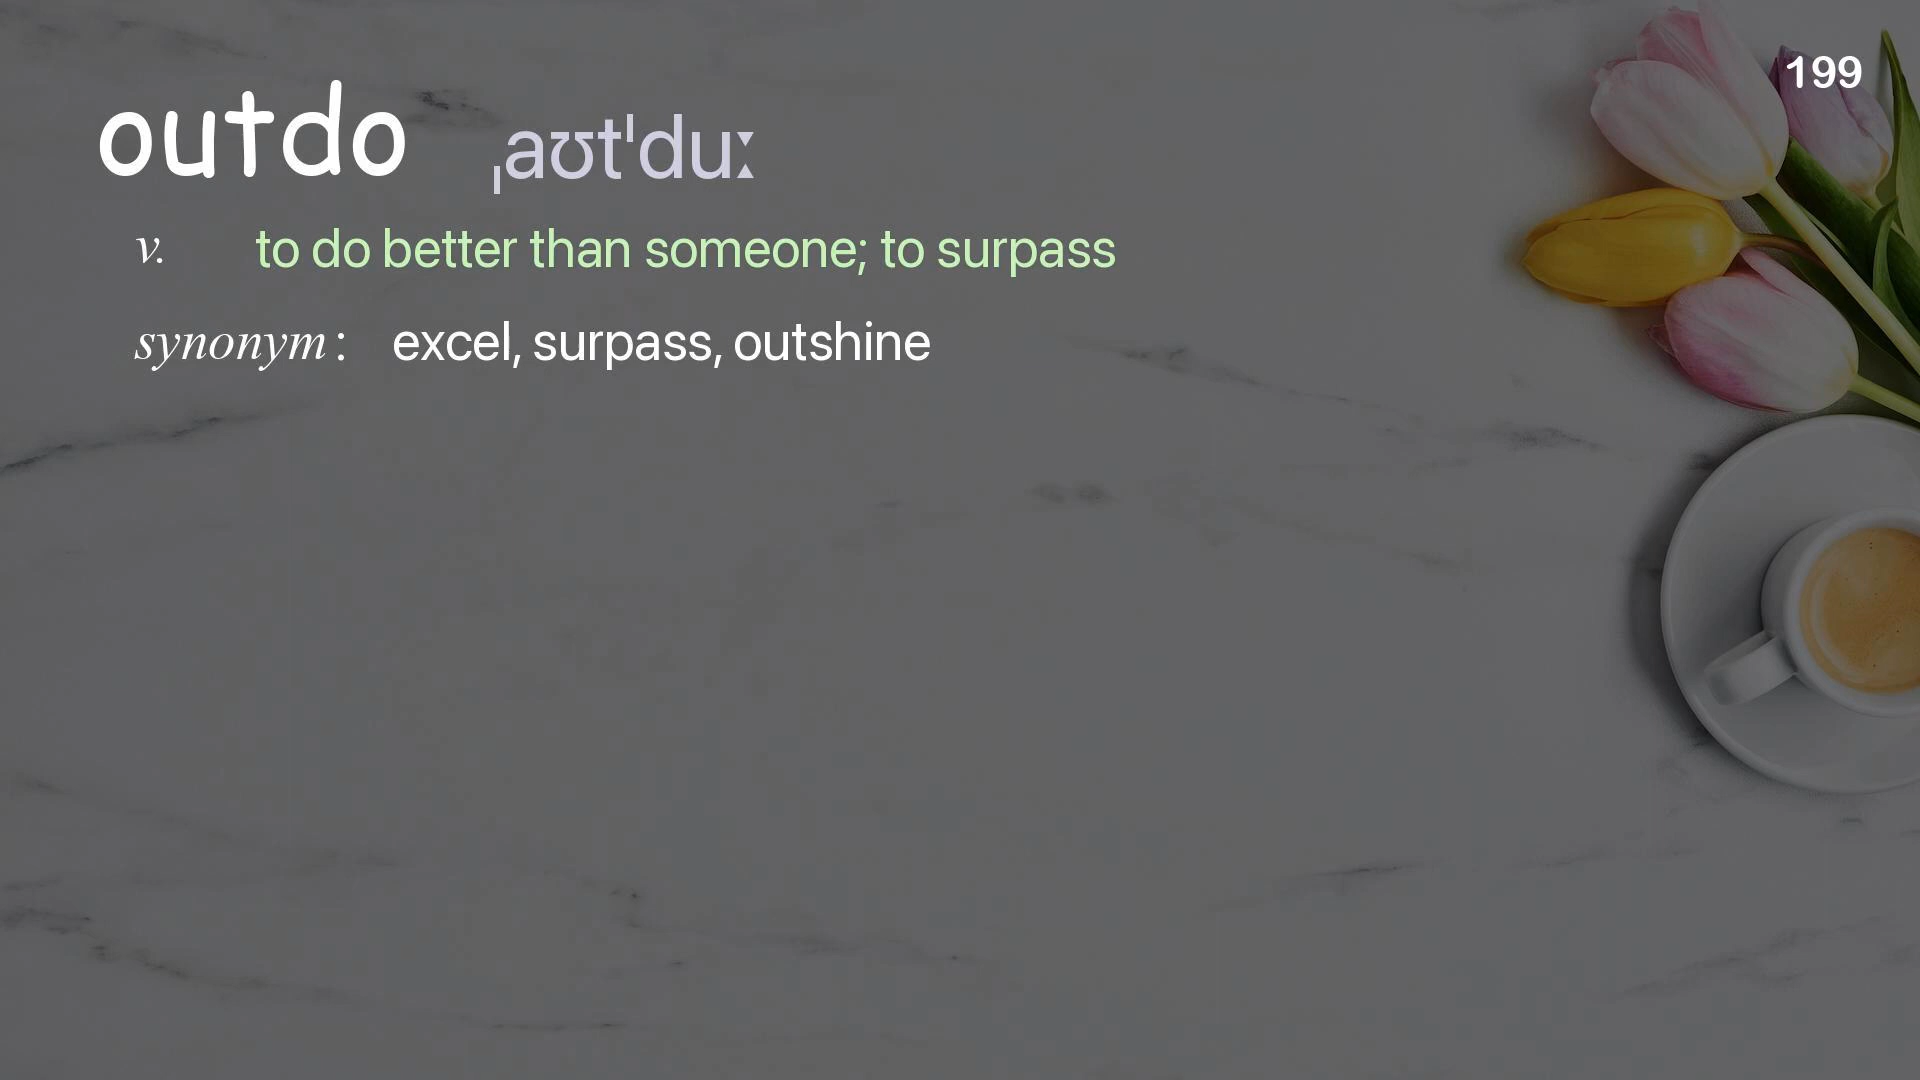 199
outdo ˌaʊtˈduː
v. to do better than someone; to surpass
synonym: excel, surpass, outshine